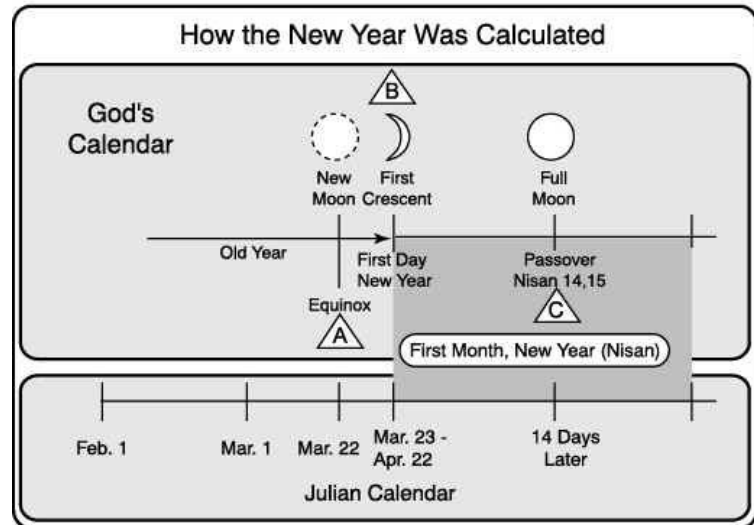 How the New Year Was Calculated
God's
Calendar
B
New
Moon
First
Crescent
Full
Moon
Old Year
First Day
New Year
Passover
Nisan 14,15
Equinox
A
C
First Month, New Year (Nisan)
Feb. 1
Mar. 1
Mar. 22
Mar. 23 -
Apr. 22
14 Days
Later
Julian Calendar